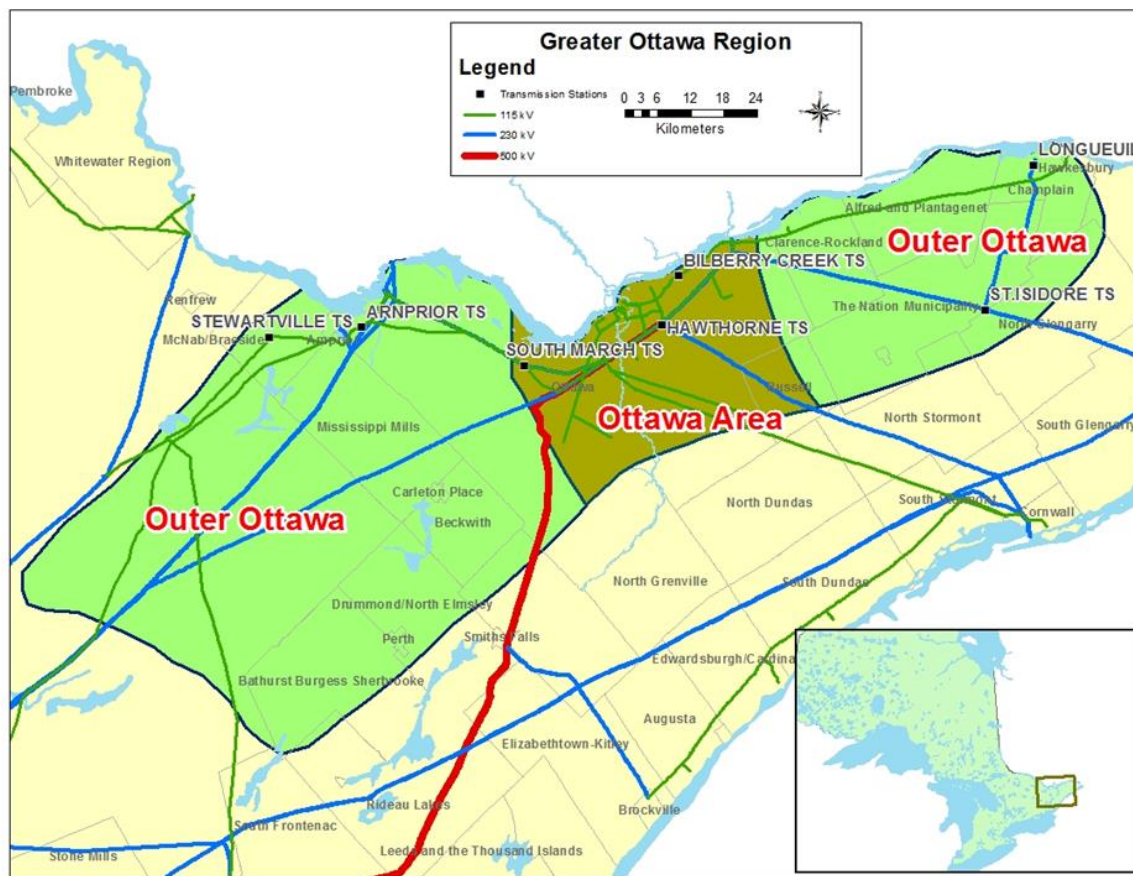 Greater Ottawa Region
Legend
Transmission Stations
115 kV
230 kV
500 kV
0 3 6 12 18 24
Kilometers
Pembroke
Whitewater Region
LONGUEUIL
Hawkesbury
Champlain
Alfred and Plantagenet
Clarence-Rockland
Outer Ottawa
BILBERRY CREEK TS
ST.ISIDORE TS
The Nation Municipality
North Glengarry
Renfrew
ARNPRIOR TS
STEWARTVILLE TS
McNab/Braeside
Arnprior
HAWTHORNE TS
SOUTH MARCH TS
Ottawa
Russell
Ottawa Area
North Stormont
South Glengarry
Mississippi Mills
Carleton Place
Beckwith
Outer Ottawa
North Dundas
South Stormont
Cornwall
North Grenville
South Dundas
Drummond/North Elmsley
Perth
Smiths Falls
Edwardsburgh/Cardinal
Bathurst Burgess Sherbrooke
Augusta
Elizabethtown-Kitley
Brockville
Rideau Lakes
South Frontenac
Stone Mills
Leeds and the Thousand Islands